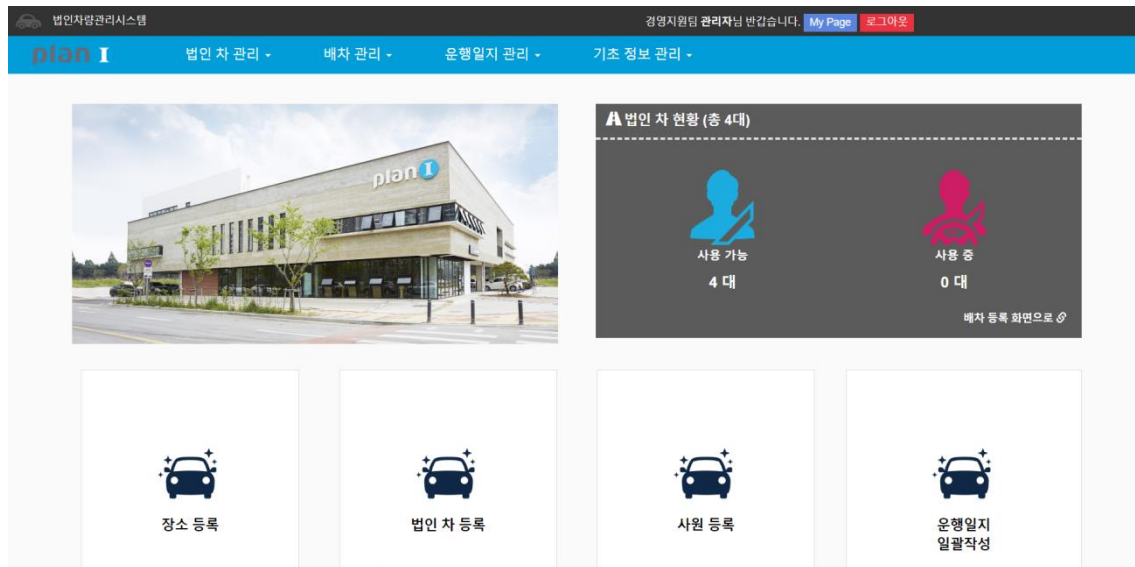 법인차량관리시스템
경영지원팀 관리자님 반갑습니다. My Page 로그아웃
plan I
법인 차 관리 배차 관리 운행일지 관리 기초 정보 관리
plan I
법인 차 현황 (총 4대)
사용 가능
4 대
사용 중
0 대
배차 등록 화면으로
장소 등록
법인 차 등록
사원 등록
운행일지
일괄작성